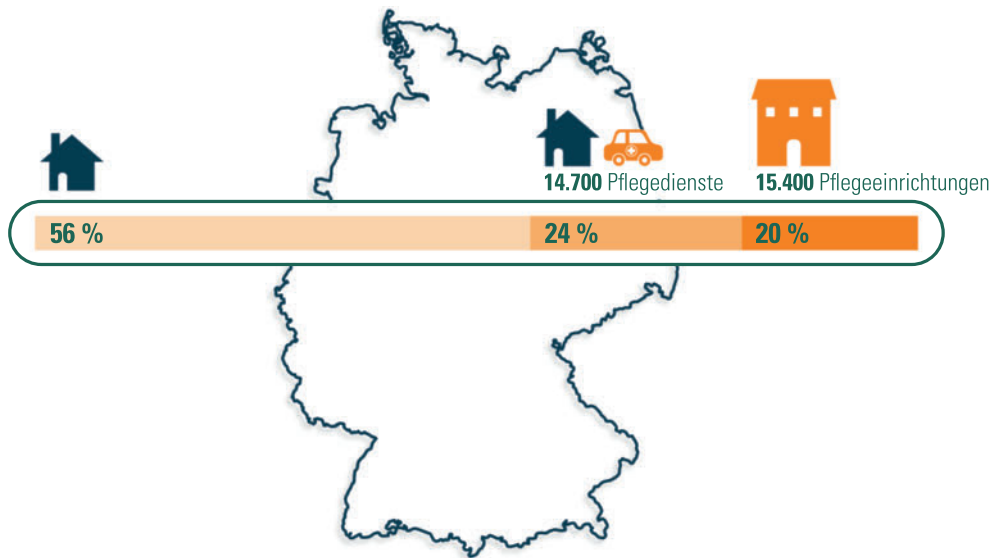 14.700 Pflegedienste
15.400 Pflegeeinrichtungen
56 %
24 %
20 %